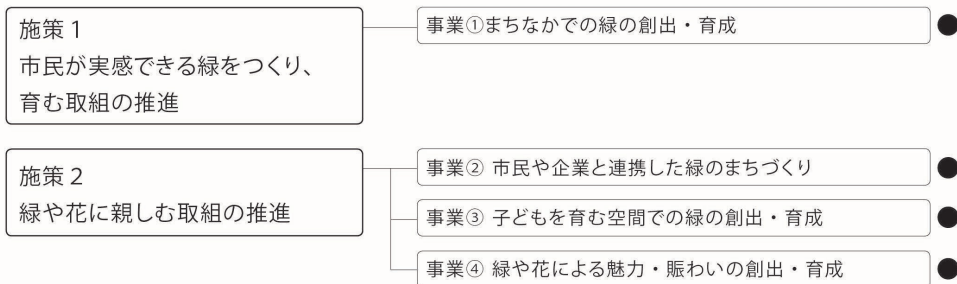 施策 1
市民が実感できる緑をつくり、
育む取組の推進
事業①まちなかでの緑の創出・育成
施策 2
緑や花に親しむ取組の推進
事業② 市民や企業と連携した緑のまちづくり
事業③ 子どもを育む空間での緑の創出・育成
事業④ 緑や花による魅力・賑わいの創出・育成